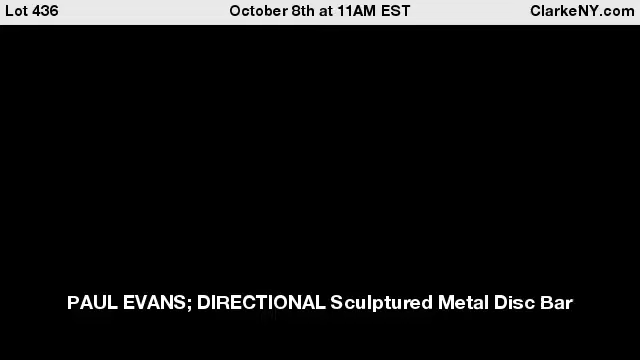 Lot 436 October 8th at 11AM EST ClarkeNY.com
PAUL EVANS; DIRECTIONAL Sculptured Metal Disc Bar